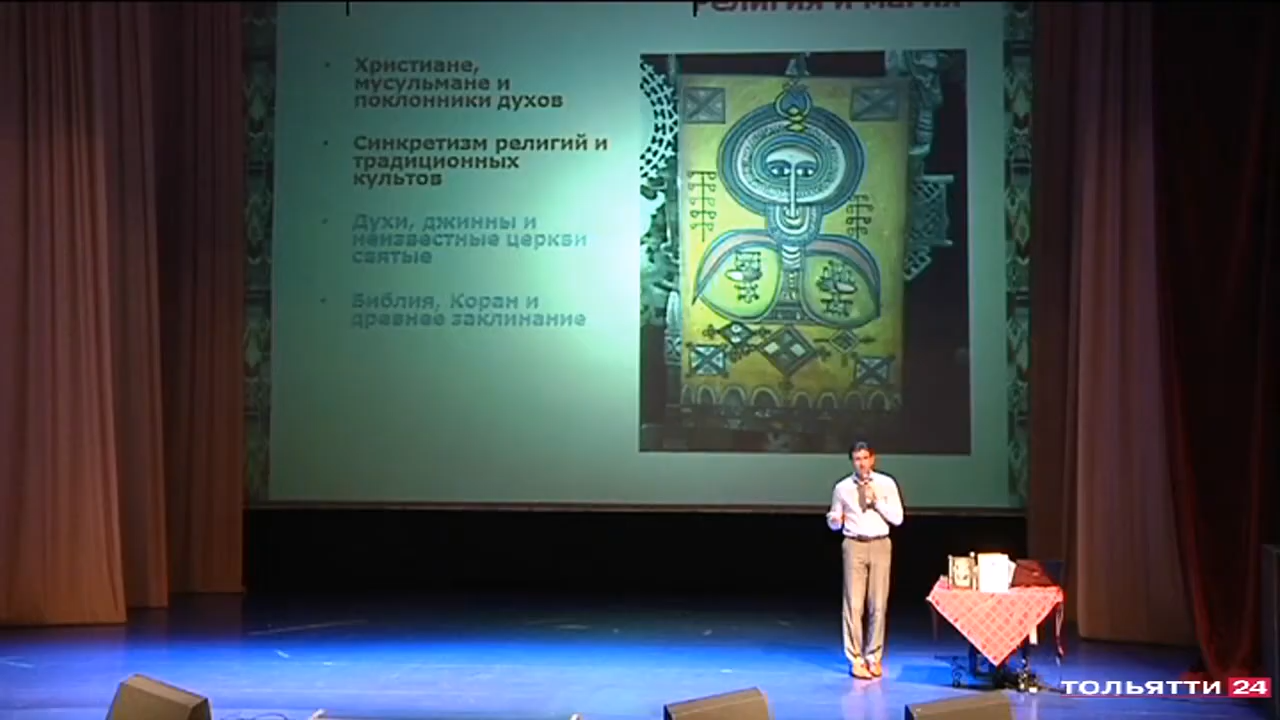 религия и магия
Христиане,
мусульмане и
поклонники духов
Синкретизм религий и
традиционных
культов
Духи, джинны и
неизвестные церкви
святые
Библия, Коран и
древнее заклинание
ТОЛЬЯТТИ 24